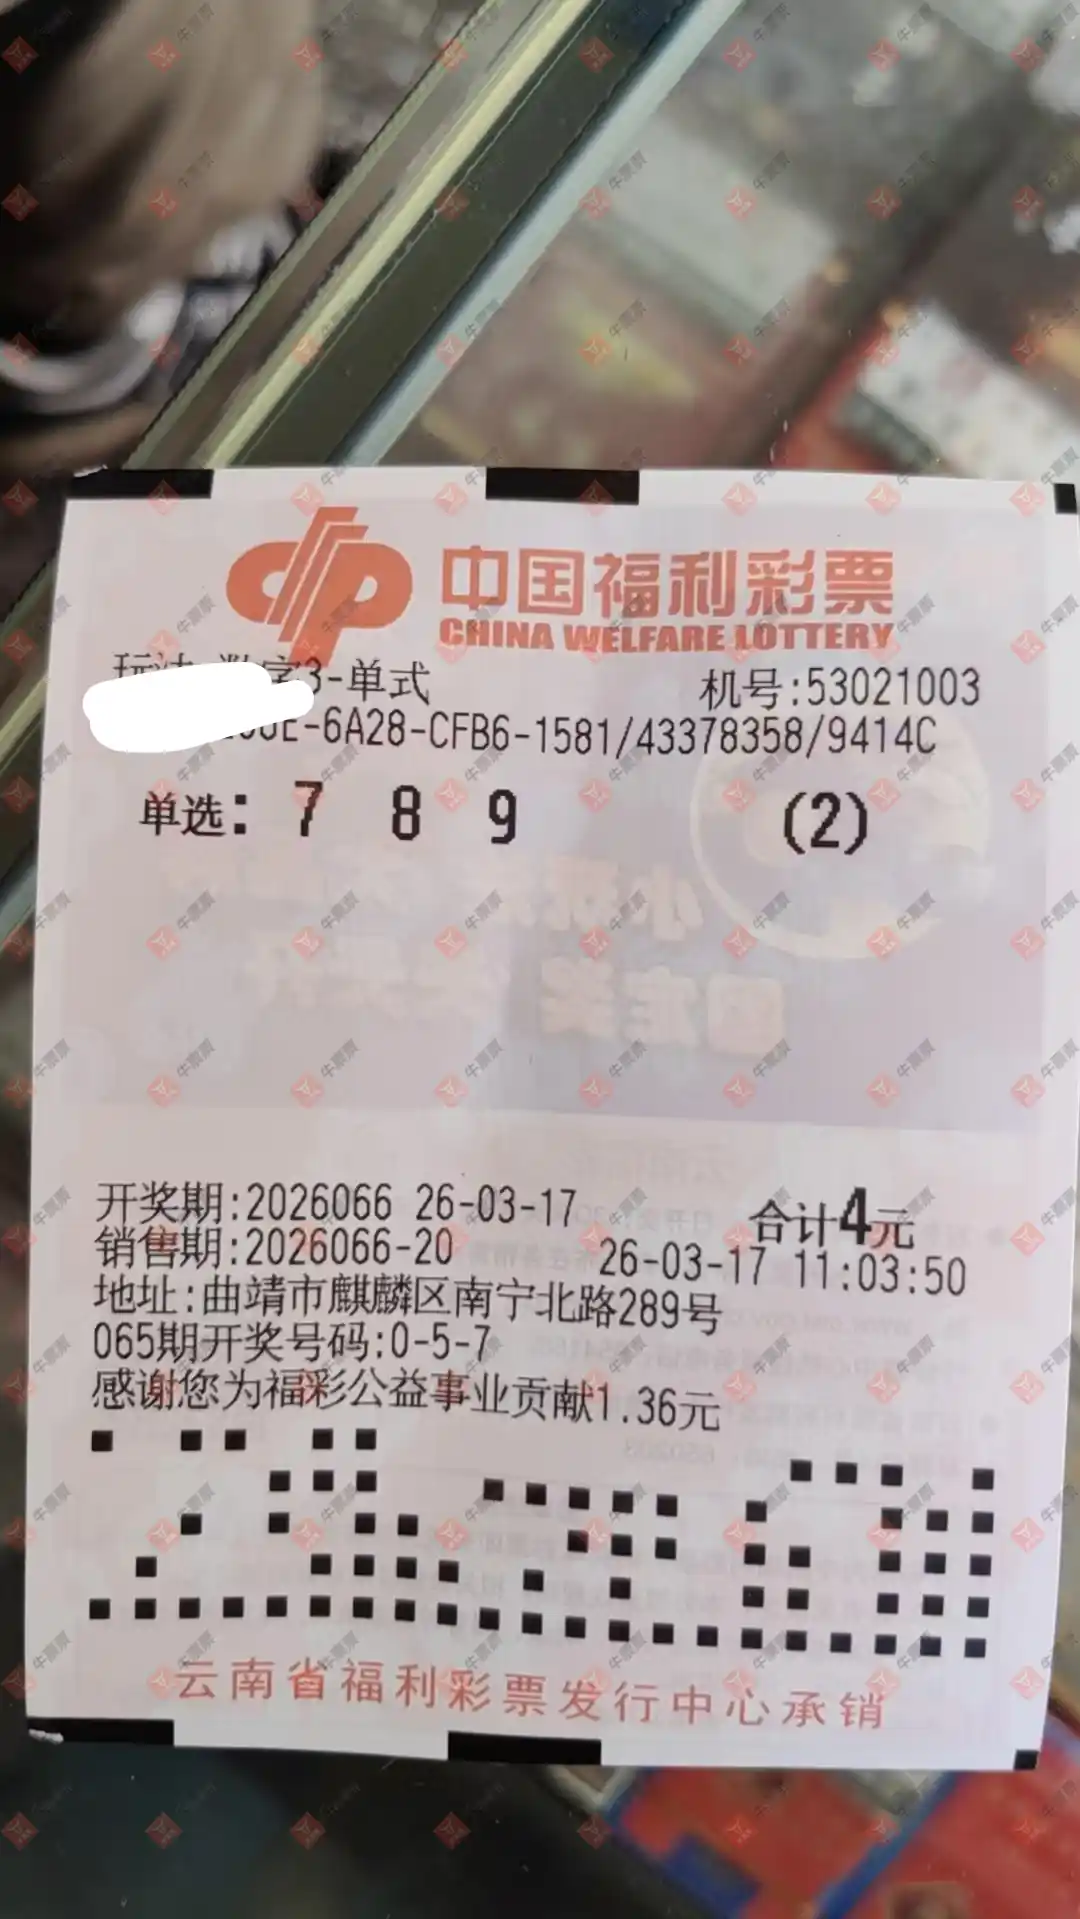 中国福利彩票
CHINA WELFARE LOTTERY
3-单式
机号:53021003
-6A28-CFB6-1581/43378358/9414C
单选: 7 8 9 (2)
开奖期:2026066 26-03-17
合计4元
销售期:2026066-20
26-03-17 11:03:50
地址:曲靖市麒麟区南宁北路289号
065期开奖号码:0-5-7
感谢您为福彩公益事业贡献1.36元
云南省福利彩票发行中心承销
牛票票